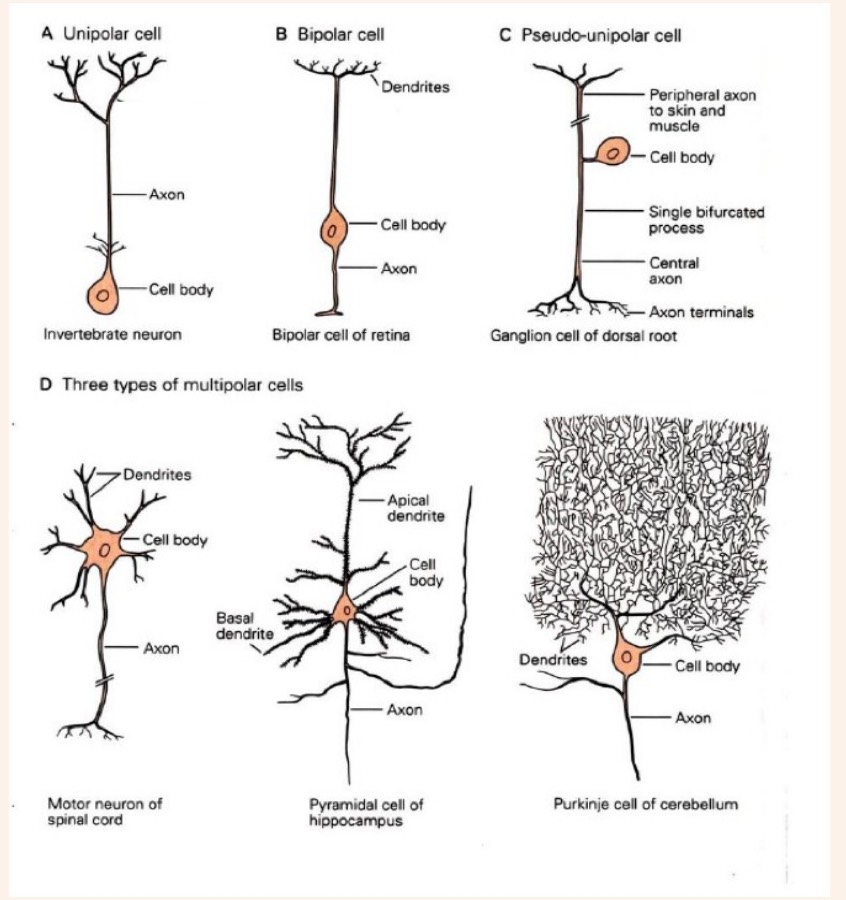 A Unipolar cell
B Bipolar cell
C Pseudo-unipolar cell
Dendrites
Peripheral axon
to skin and
muscle
Cell body
Axon
Single bifurcated
process
Cell body
Axon
Central
axon
Cell body
Axon terminals
Invertebrate neuron
Bipolar cell of retina
Ganglion cell of dorsal root
D Three types of multipolar cells
Dendrites
Cell body
Axon
Apical
dendrite
Cell
body
Basal
dendrite
Axon
Dendrites
Cell body
Axon
Motor neuron of
spinal cord
Pyramidal cell of
hippocampus
Purkinje cell of cerebellum